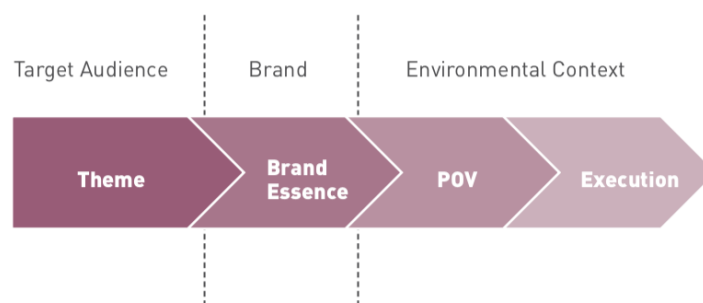 Target Audience
Brand
Environmental Context
Theme
Brand
Essence
POV
Execution